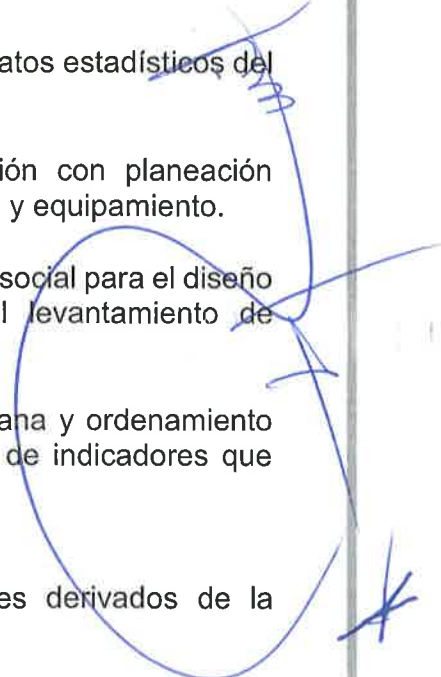 atos estadísticos del
ión con planeación
y equipamiento.
social para el diseño
l levantamiento de
ana y ordenamiento
de indicadores que
es derivados de la